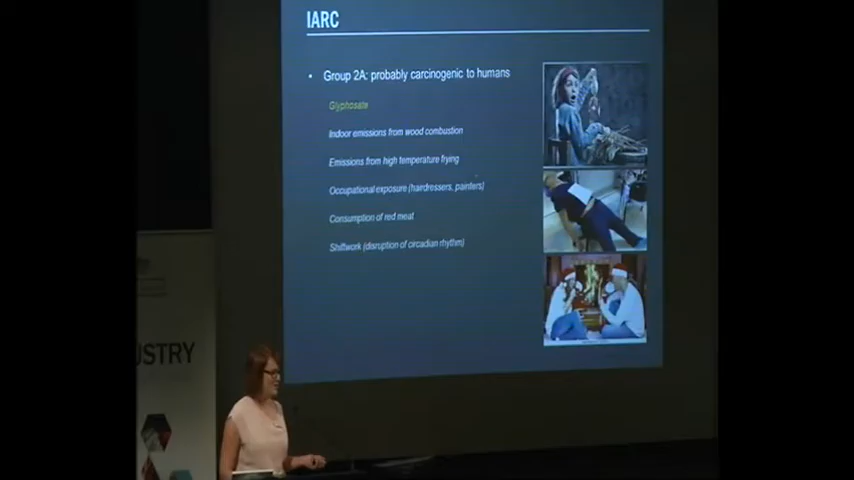 IARC
• Group 2A: probably carcinogenic to humans
Glyphosate
Indoor emissions from wood combustion
Emissions from high temperature frying
Occupational exposure (hairdressers, painters)
Consumption of red meat
Shiftwork (disruption of circadian rhythm)
USTRY